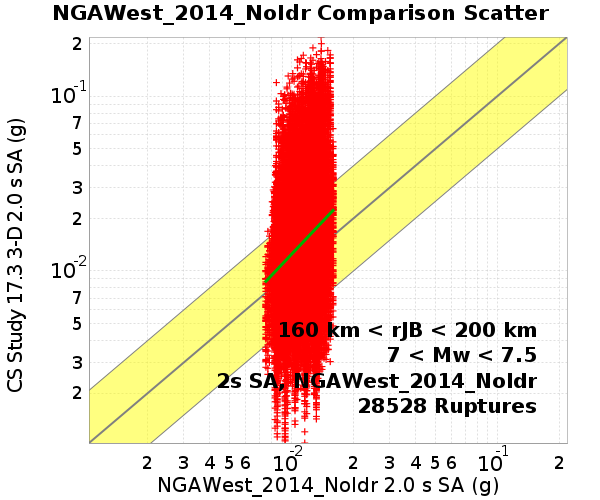 NGAWest_2014_NoIdr Comparison Scatter
CS Study 17.3 3-D 2.0 s SA (g)
2
10-1
7
5
3
2
10-2
7
5
3
2
160 km < rJB < 200 km
7 < Mw < 7.5
2s SA, NGAWest_2014_NoIdr
28528 Ruptures
2 3 4 5 6 10-2 2 3 4 5 6 10-1 2
NGAWest_2014_NoIdr 2.0 s SA (g)